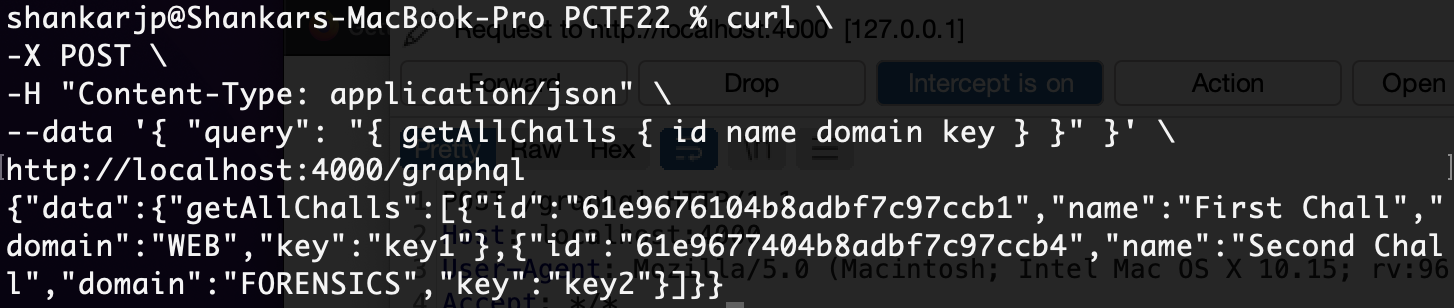 shankarjp@Shankars-MacBook-Pro PCTF22 % curl \
Request to http://localhost:4000 [127.0.0.1]
-X POST \
Forward Drop Intercept is on Action Open
-H "Content-Type: application/json" \
--data '{ "query": "{ getAllChalls { id name domain key } }" }' \
Pretty Raw Hex \n
http://localhost:4000/graphql
1 POST /graphql HTTP/1.1
{"data":{"getAllChalls":[{"id":"61e9676104b8adbf7c97ccb1","name":"First Chall","
2 Host: localhost:4000
domain":"WEB","key":"key1"},{"id":"61e9677404b8adbf7c97ccb4","name":"Second Chal
3 User-Agent: Mozilla/5.0 (Macintosh; Intel Mac OS X 10.15; rv:96
l","domain":"FORENSICS","key":"key2"}]}}
4 Accept: */*